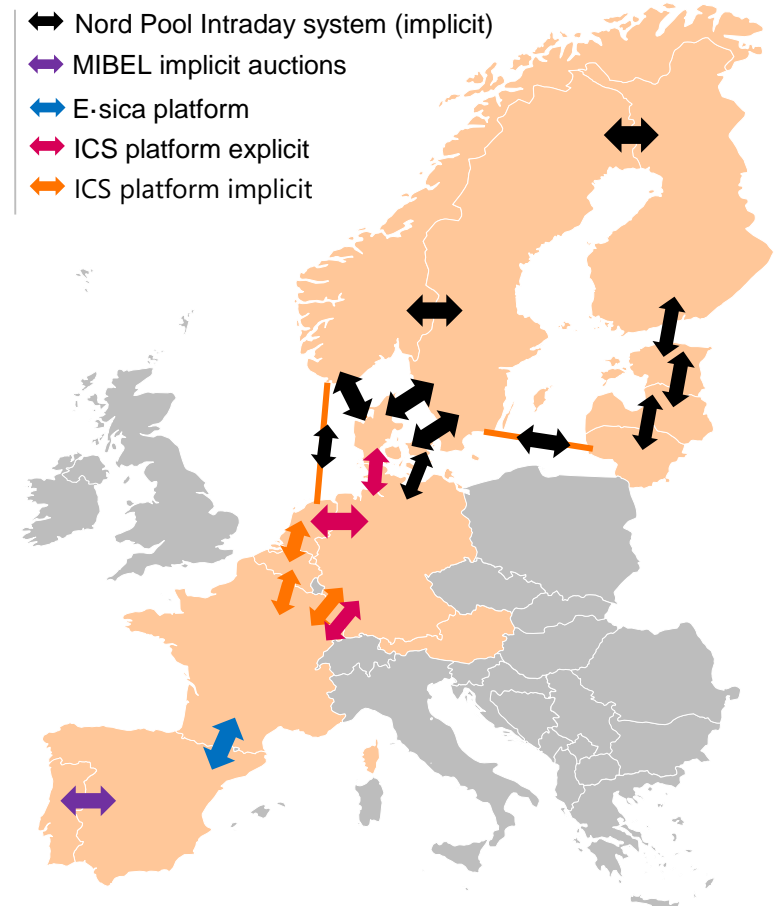 Nord Pool Intraday system (implicit)
MIBEL implicit auctions
E·sica platform
ICS platform explicit
ICS platform implicit